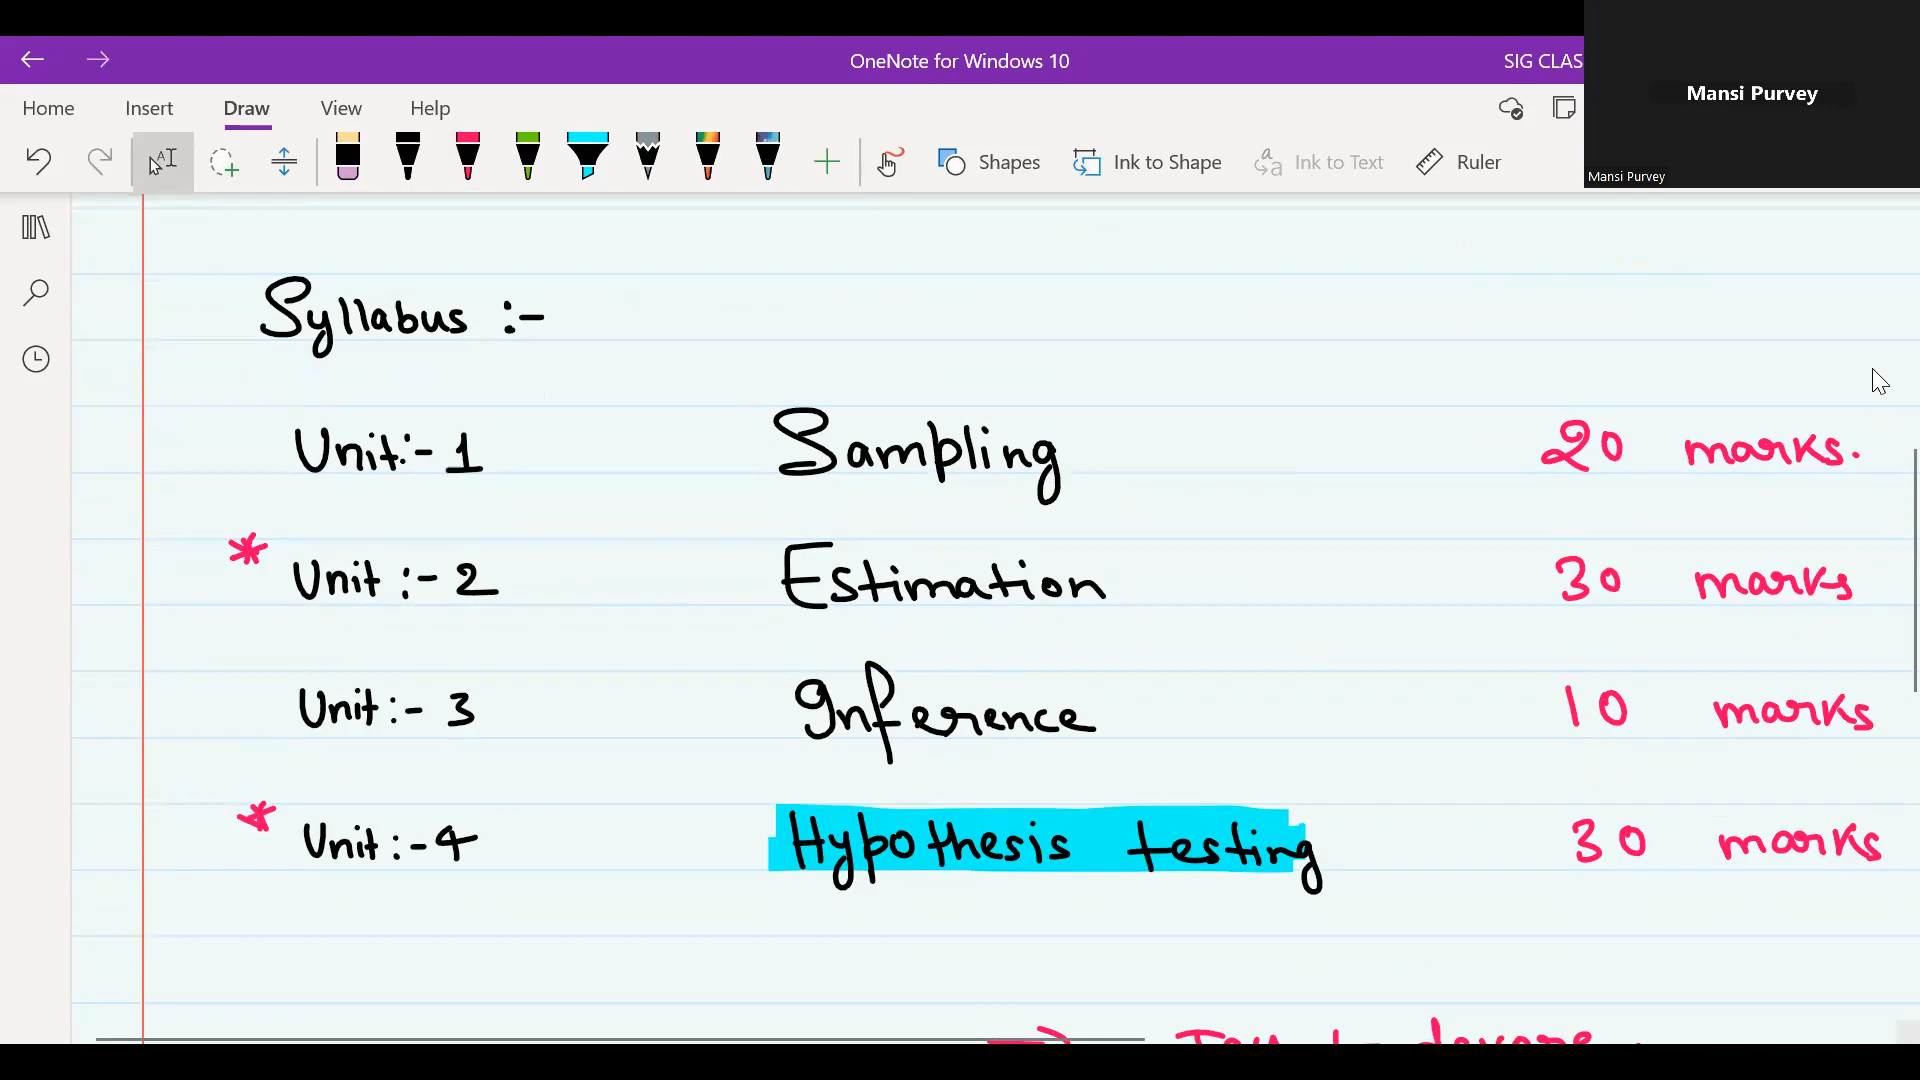 OneNote for Windows 10
SIG CLAS
Mansi Purvey
Home Insert Draw View Help
Shapes Ink to Shape Ink to Text Ruler
Mansi Purvey
Syllabus :-
Unit:- 1 Sampling 20 marks.
* Unit :- 2 Estimation 30 marks
Unit:- 3 Inference 10 marks
* Unit:- 4 Hypothesis testing 30 marks